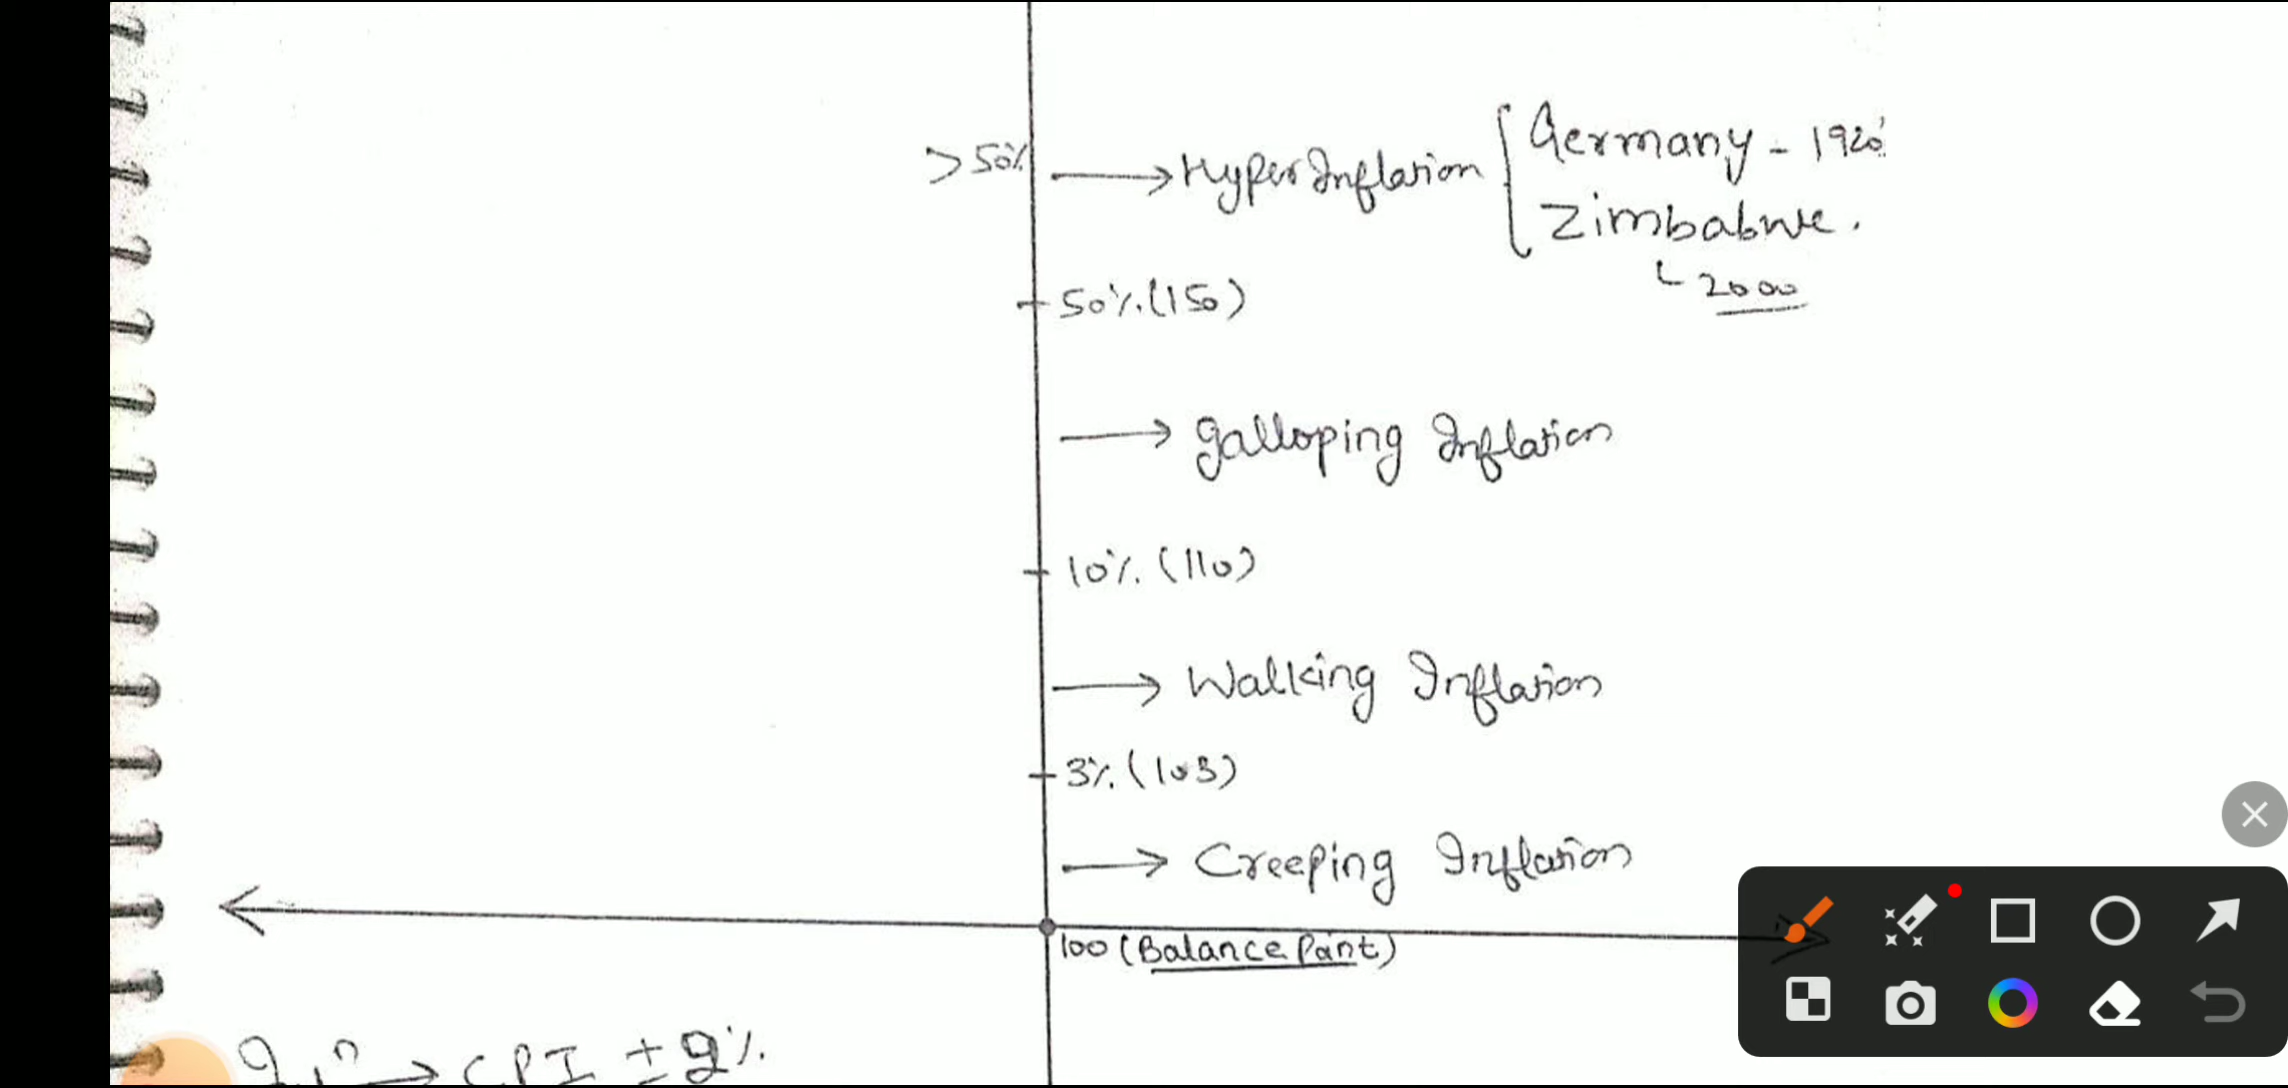 >50% → Hyper Inflation { Germany - 1920'
Zimbabwe.
↳ 2000
50% (150)
→ galloping Inflation
10% (110)
→ Walking Inflation
3% (103)
→ Creeping Inflation
100 (Balance Point)
→ CPI ± 2%.